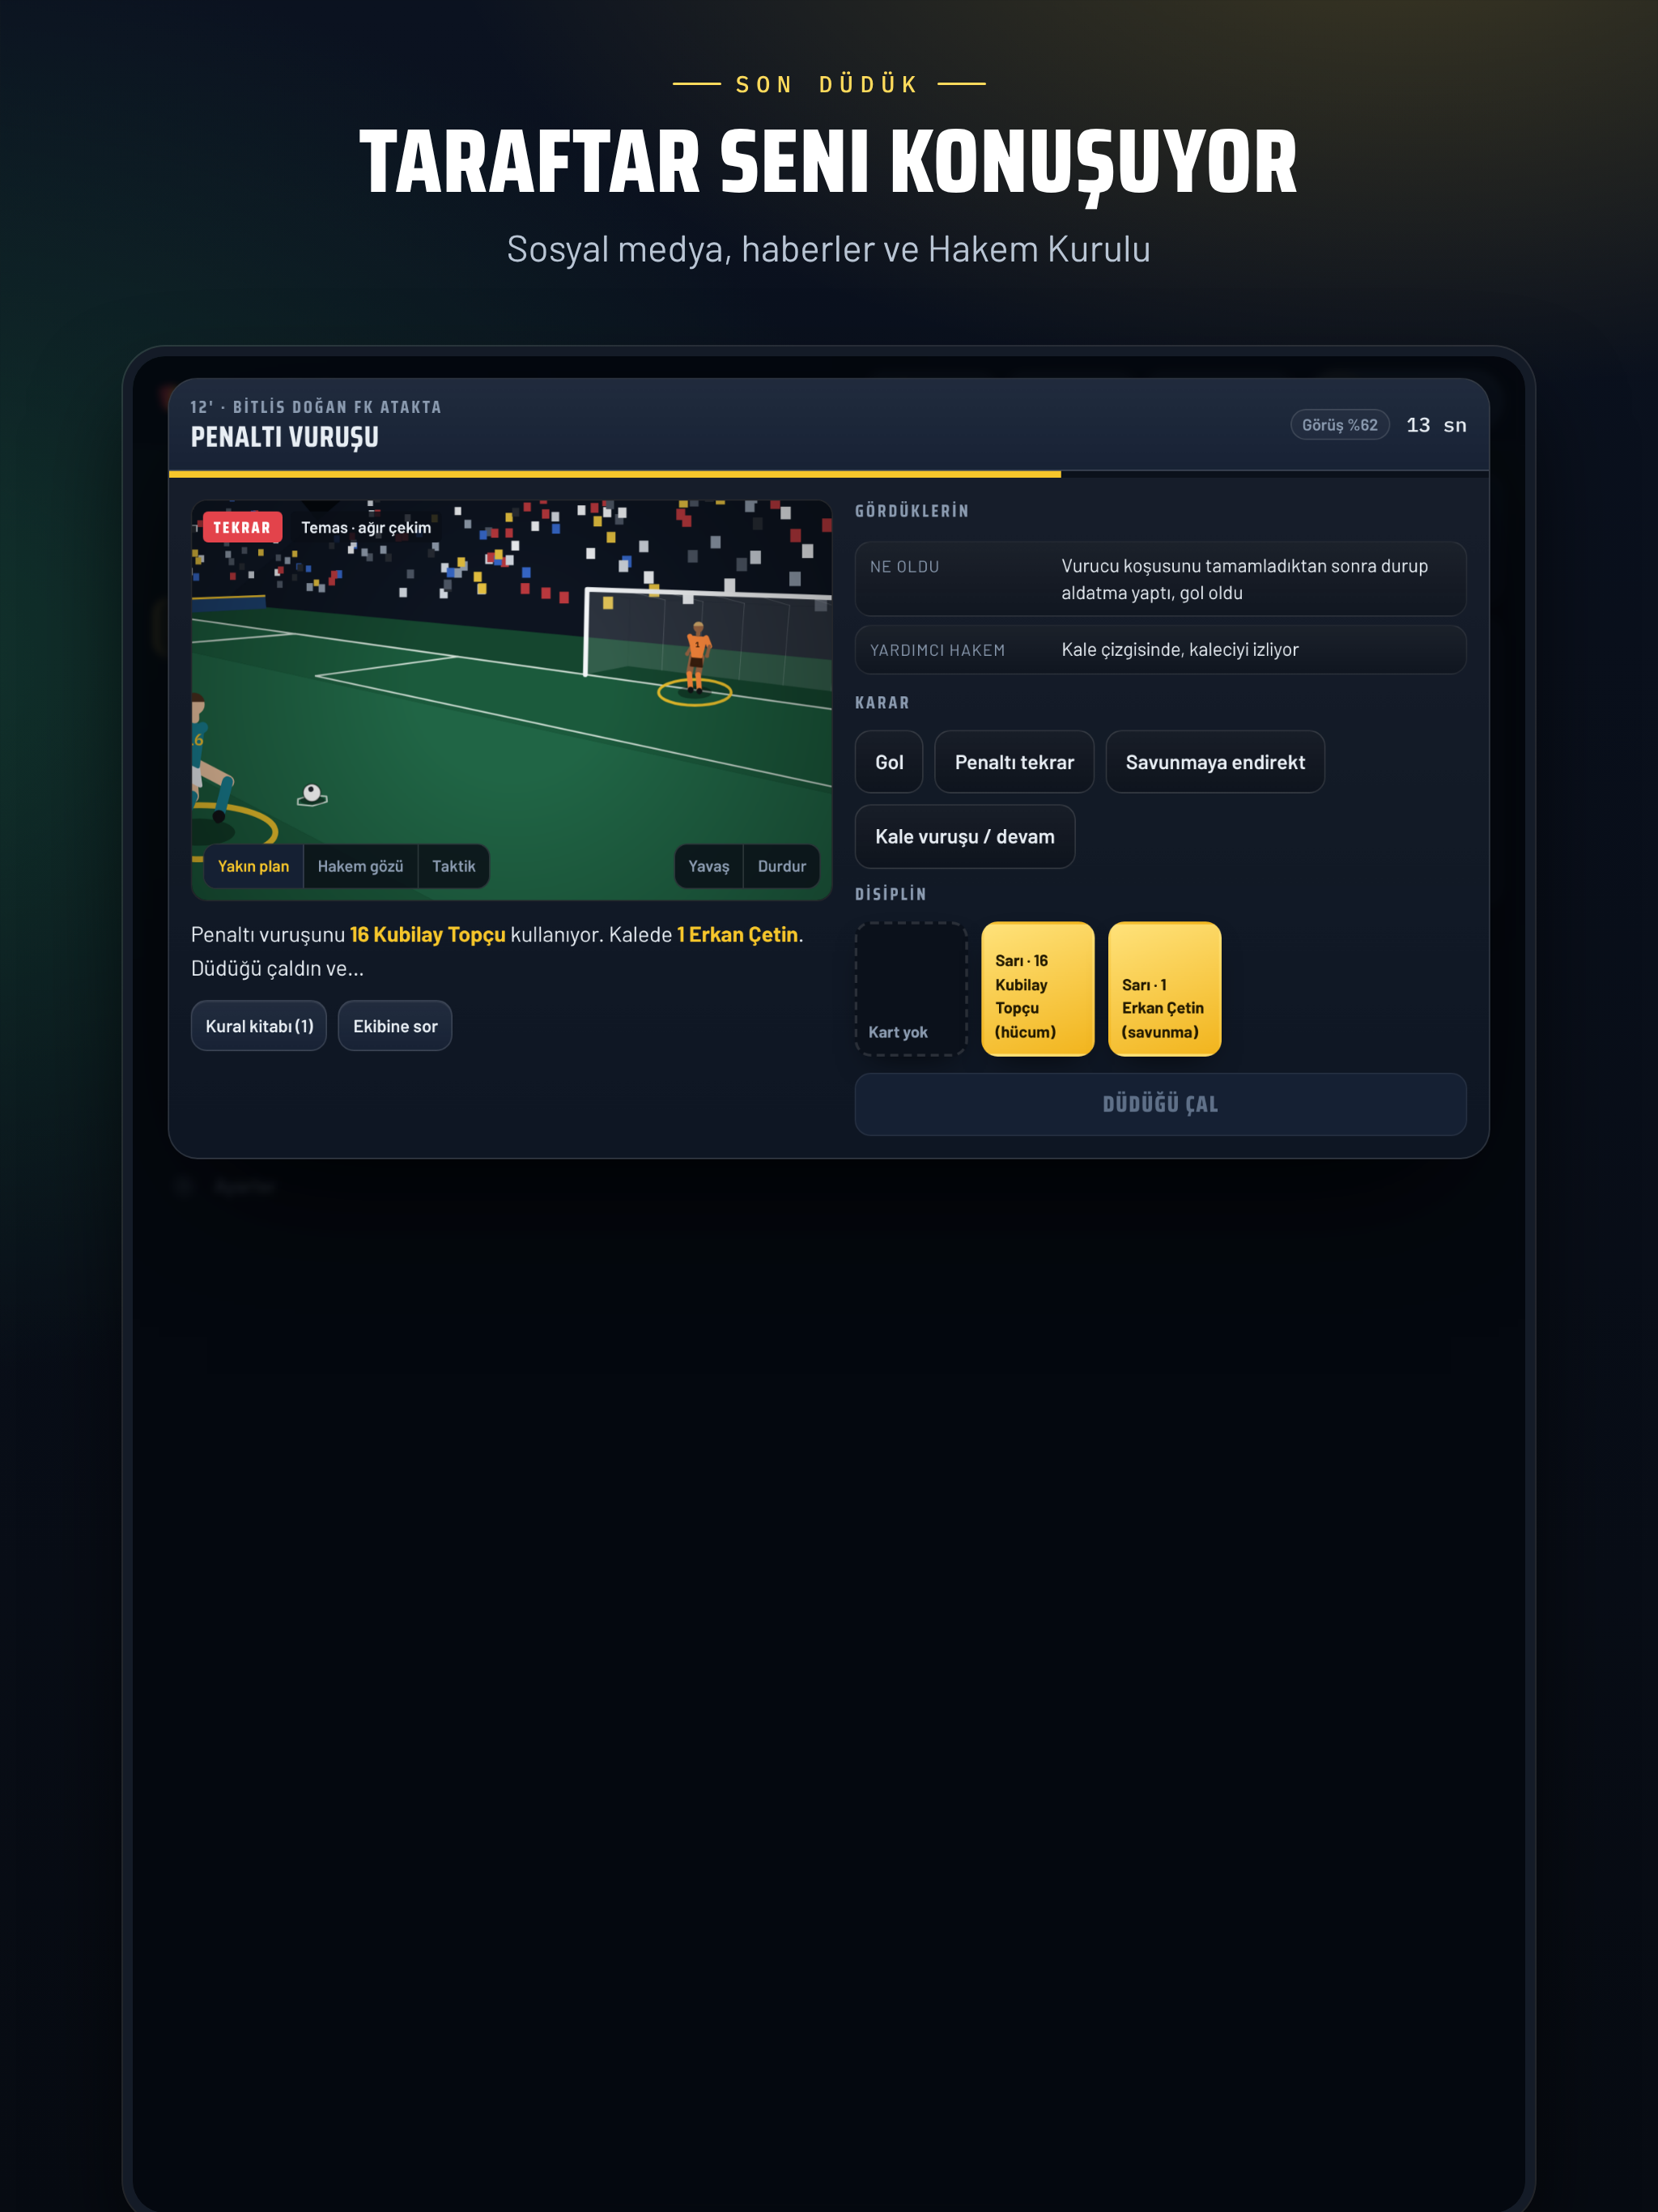 SON DÜDÜK
TARAFTAR SENI KONUŞUYOR
Sosyal medya, haberler ve Hakem Kurulu
12' · BİTLİS DOĞAN FK ATAKTA
PENALTI VURUŞU
Görüş %62
13 sn
TEKRAR
Temas · ağır çekim
1
16
Yakın plan
Hakem gözü
Taktik
Yavaş
Durdur
Penaltı vuruşunu 16 Kubilay Topçu kullanıyor. Kalede 1 Erkan Çetin.
Düdüğü çaldın ve...
Kural kitabı (1)
Ekibine sor
GÖRDÜKLERİN
NE OLDU
Vurucu koşusunu tamamladıktan sonra durup
aldatma yaptı, gol oldu
YARDIMCI HAKEM
Kale çizgisinde, kaleciyi izliyor
KARAR
Gol
Penaltı tekrar
Savunmaya endirekt
Kale vuruşu / devam
DİSİPLİN
Kart yok
Sarı · 16
Kubilay
Topçu
(hücum)
Sarı · 1
Erkan Çetin
(savunma)
DÜDÜĞÜ ÇAL